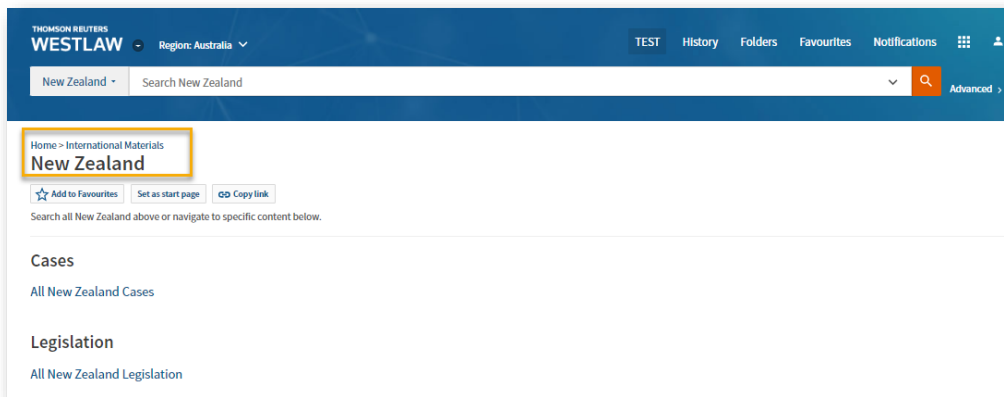 THOMSON REUTERS
WESTLAW Region: Australia TEST History Folders Favourites Notifications
New Zealand Search New Zealand Advanced >
Home > International Materials
New Zealand
Add to Favourites Set as start page Copy link
Search all New Zealand above or navigate to specific content below.
Cases
All New Zealand Cases
Legislation
All New Zealand Legislation